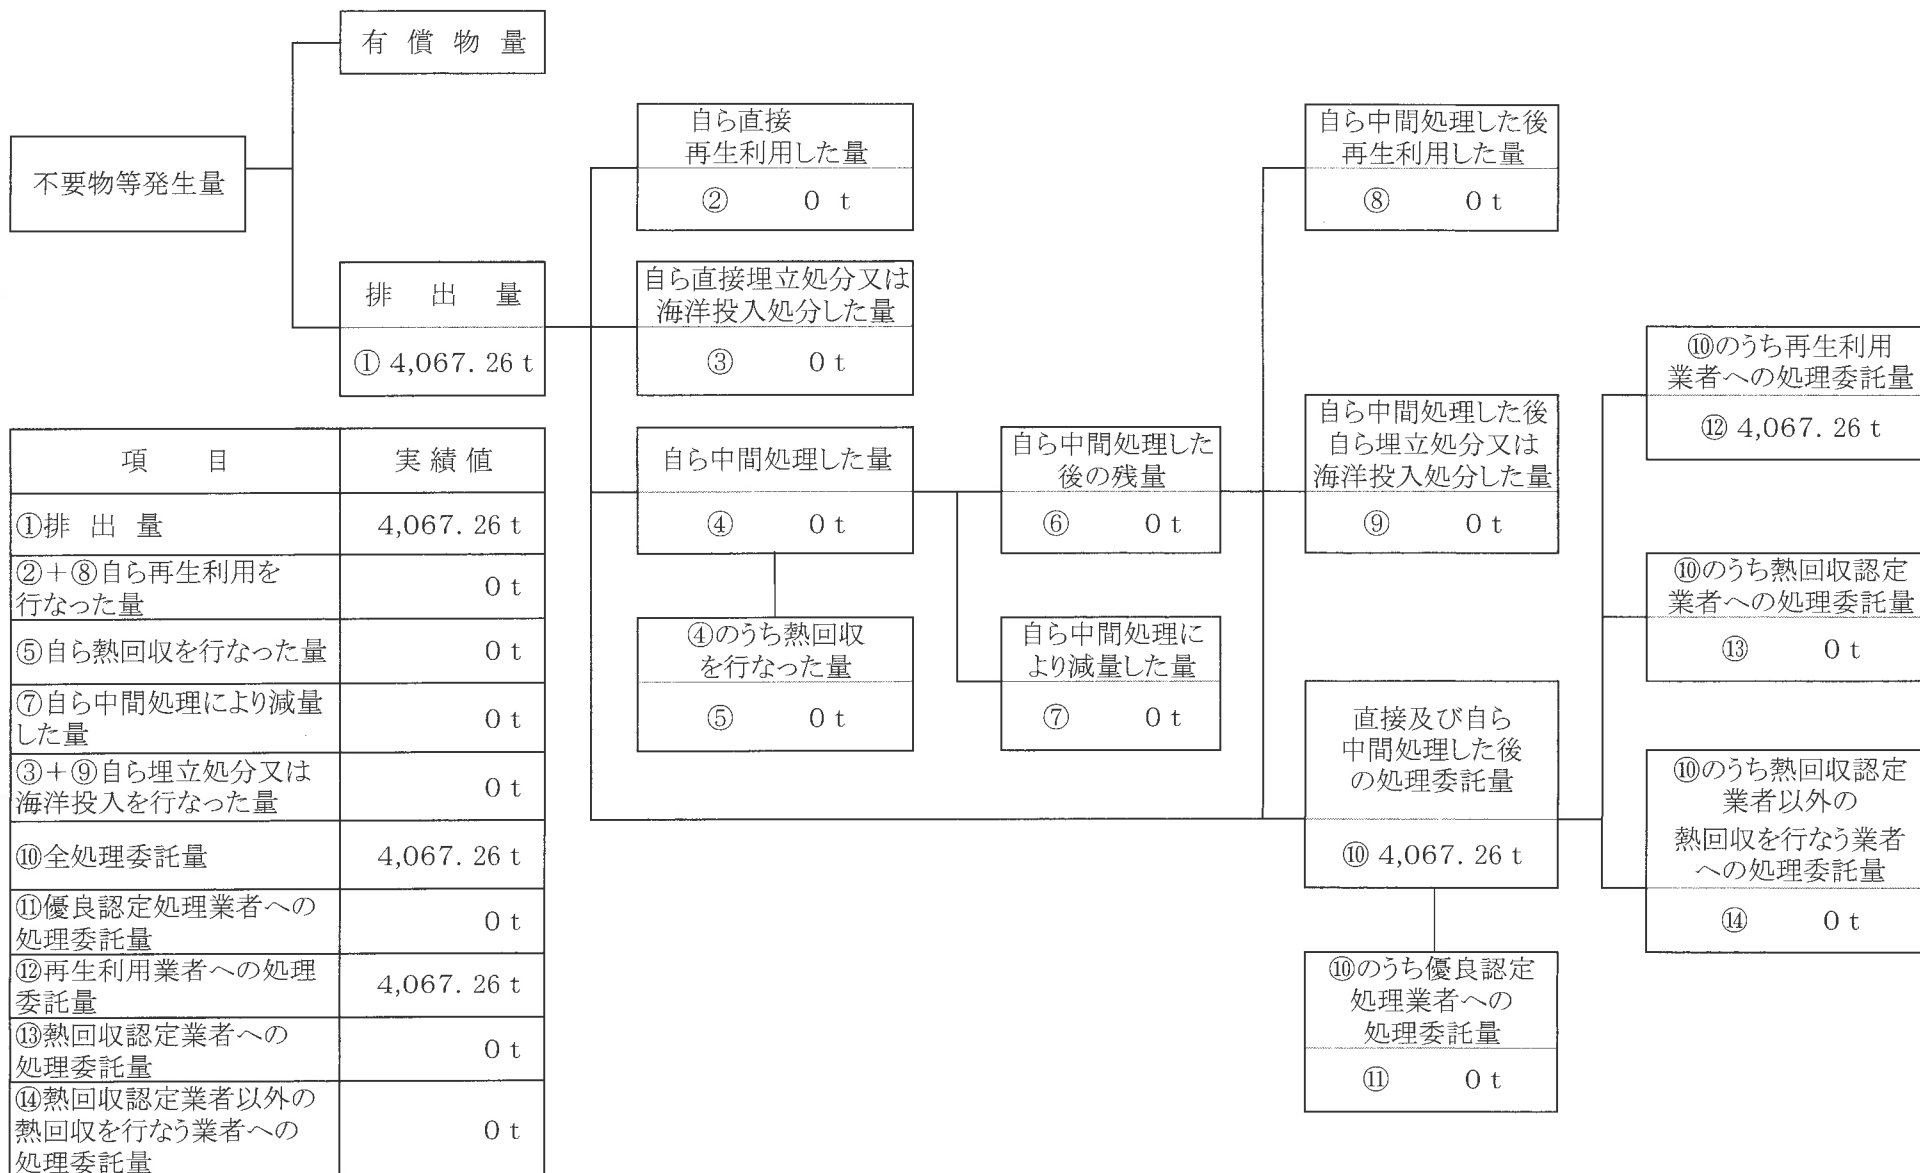 有 償 物 量
不要物等発生量
排 出 量
① 4,067.26 t
自ら直接
再生利用した量
② 0 t
自ら直接埋立処分又は
海洋投入処分した量
③ 0 t
自ら中間処理した量
④ 0 t
④のうち熱回収
を行なった量
⑤ 0 t
自ら中間処理した
後の残量
⑥ 0 t
自ら中間処理に
より減量した量
⑦ 0 t
自ら中間処理した後
再生利用した量
⑧ 0 t
自ら中間処理した後
自ら埋立処分又は
海洋投入処分した量
⑨ 0 t
直接及び自ら
中間処理した後
の処理委託量
⑩ 4,067.26 t
⑩のうち優良認定
処理業者への
処理委託量
⑪ 0 t
⑩のうち再生利用
業者への処理委託量
⑫ 4,067.26 t
⑩のうち熱回収認定
業者への処理委託量
⑬ 0 t
⑩のうち熱回収認定
業者以外の
熱回収を行なう業者
への処理委託量
⑭ 0 t
項 目 実績値
①排 出 量 4,067.26 t
②+⑧自ら再生利用を
行なった量 0 t
⑤自ら熱回収を行なった量 0 t
⑦自ら中間処理により減量
した量 0 t
③+⑨自ら埋立処分又は
海洋投入を行なった量 0 t
⑩全処理委託量 4,067.26 t
⑪優良認定処理業者への
処理委託量 0 t
⑫再生利用業者への処理
委託量 4,067.26 t
⑬熱回収認定業者への
処理委託量 0 t
⑭熱回収認定業者以外の
熱回収を行なう業者への
処理委託量 0 t